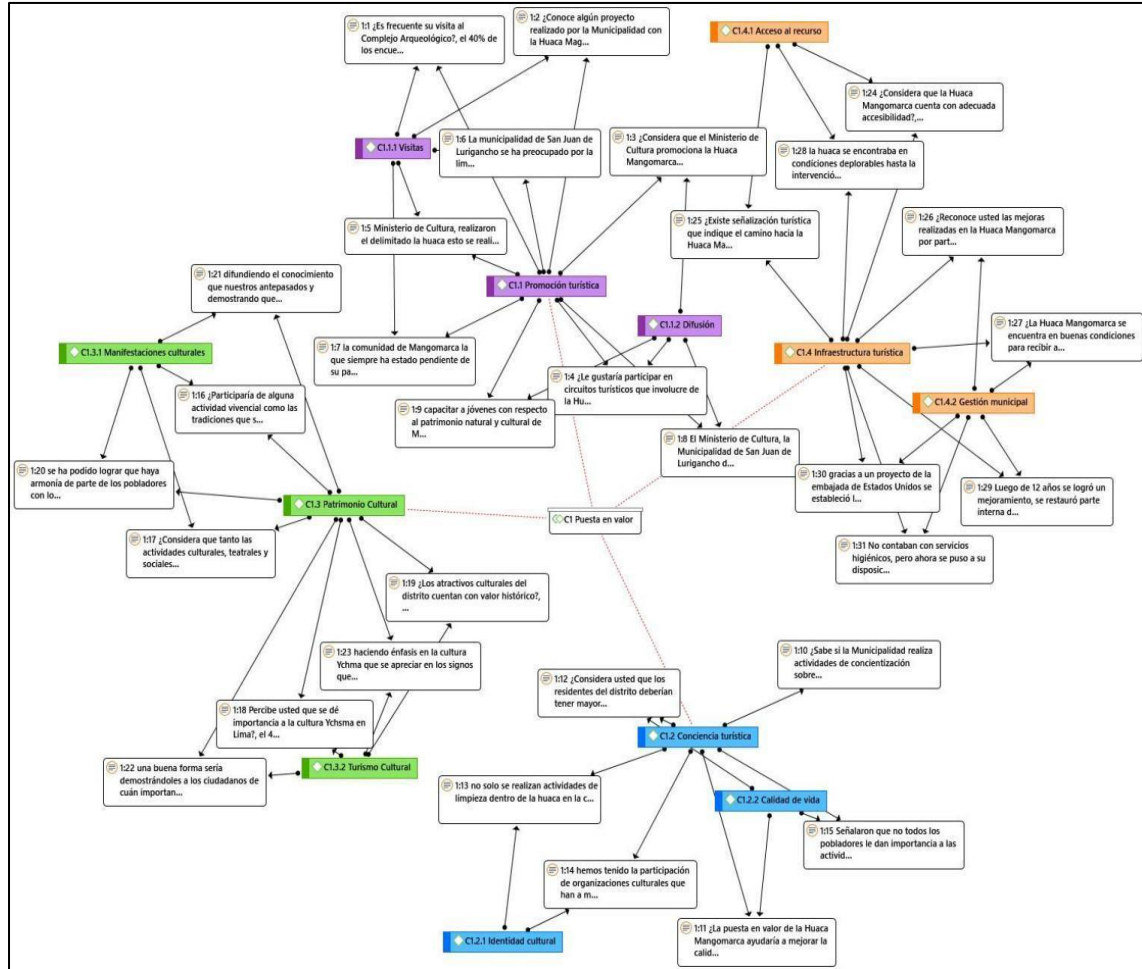 1:1 ¿Es frecuente su visita al
Complejo Arqueológico?, el 40% de
los encue...
1:2 ¿Conoce algún proyecto
realizado por la Municipalidad con
la Huaca Mag...
C1.4.1 Acceso al recurso
1:24 ¿Considera que la Huaca
Mangomarca cuenta con adecuada
accesibilidad?,...
C1.1.1 Visitas
1:6 La municipalidad de San Juan de
Lurigancho se ha preocupado por la
lim...
1:3 ¿Considera que el Ministerio de
Cultura promociona la Huaca
Mangomarca...
1:28 la huaca se encontraba en
condiciones deplorables hasta la
intervenció...
1:5 Ministerio de Cultura, realizaron
el delimitado la huaca esto se reali...
1:25 ¿Existe señalización turística
que indique el camino hacia la
Huaca Ma...
1:26 ¿Reconoce usted las mejoras
realizadas en la Huaca Mangomarca
por part...
1:21 difundiendo el conocimiento
que nuestros antepasados y
demostrando que...
C1.1 Promoción turística
C1.1.2 Difusión
C1.3.1 Manifestaciones culturales
1:7 la comunidad de Mangomarca la
que siempre ha estado pendiente de
su pa...
C1.4 Infraestructura turística
1:27 ¿La Huaca Mangomarca se
encuentra en buenas condiciones
para recibir a...
1:16 ¿Participaría de alguna
actividad vivencial como las
tradiciones que s...
1:4 ¿Le gustaría participar en
circuitos turísticos que involucre de
la Hu...
C1.4.2 Gestión municipal
1:9 capacitar a jóvenes con respecto
al patrimonio natural y cultural de
M...
1:8 El Ministerio de Cultura, la
Municipalidad de San Juan de
Lurigancho d...
1:20 se ha podido lograr que haya
armonía de parte de los pobladores
con lo...
1:30 gracias a un proyecto de la
embajada de Estados Unidos se
estableció l...
1:29 Luego de 12 años se logró un
mejoramiento, se restauró parte
interna d...
C1.3 Patrimonio Cultural
C1 Puesta en valor
1:17 ¿Considera que tanto las
actividades culturales, teatrales y
sociales...
1:31 No contaban con servicios
higiénicos, pero ahora se puso a su
disposic...
1:19 ¿Los atractivos culturales del
distrito cuentan con valor histórico?,
...
1:23 haciendo énfasis en la cultura
Ychma que se apreciar en los signos
que...
1:10 ¿Sabe si la Municipalidad realiza
actividades de concientización
sobre...
1:12 ¿Considera usted que los
residentes del distrito deberían
tener mayor...
1:18 Percibe usted que se dé
importancia a la cultura Ychsma en
Lima?, el 4...
C1.2 Conciencia turística
1:22 una buena forma sería
demostrándoles a los ciudadanos de
cuán importan...
C1.3.2 Turismo Cultural
1:13 no solo se realizan actividades de
limpieza dentro de la huaca en la c...
C1.2.2 Calidad de vida
1:15 Señalaron que no todos los
pobladores le dan importancia a las
activid...
1:14 hemos tenido la participación
de organizaciones culturales que
han a m...
C1.2.1 Identidad cultural
1:11 ¿La puesta en valor de la Huaca
Mangomarca ayudaría a mejorar la
calid...